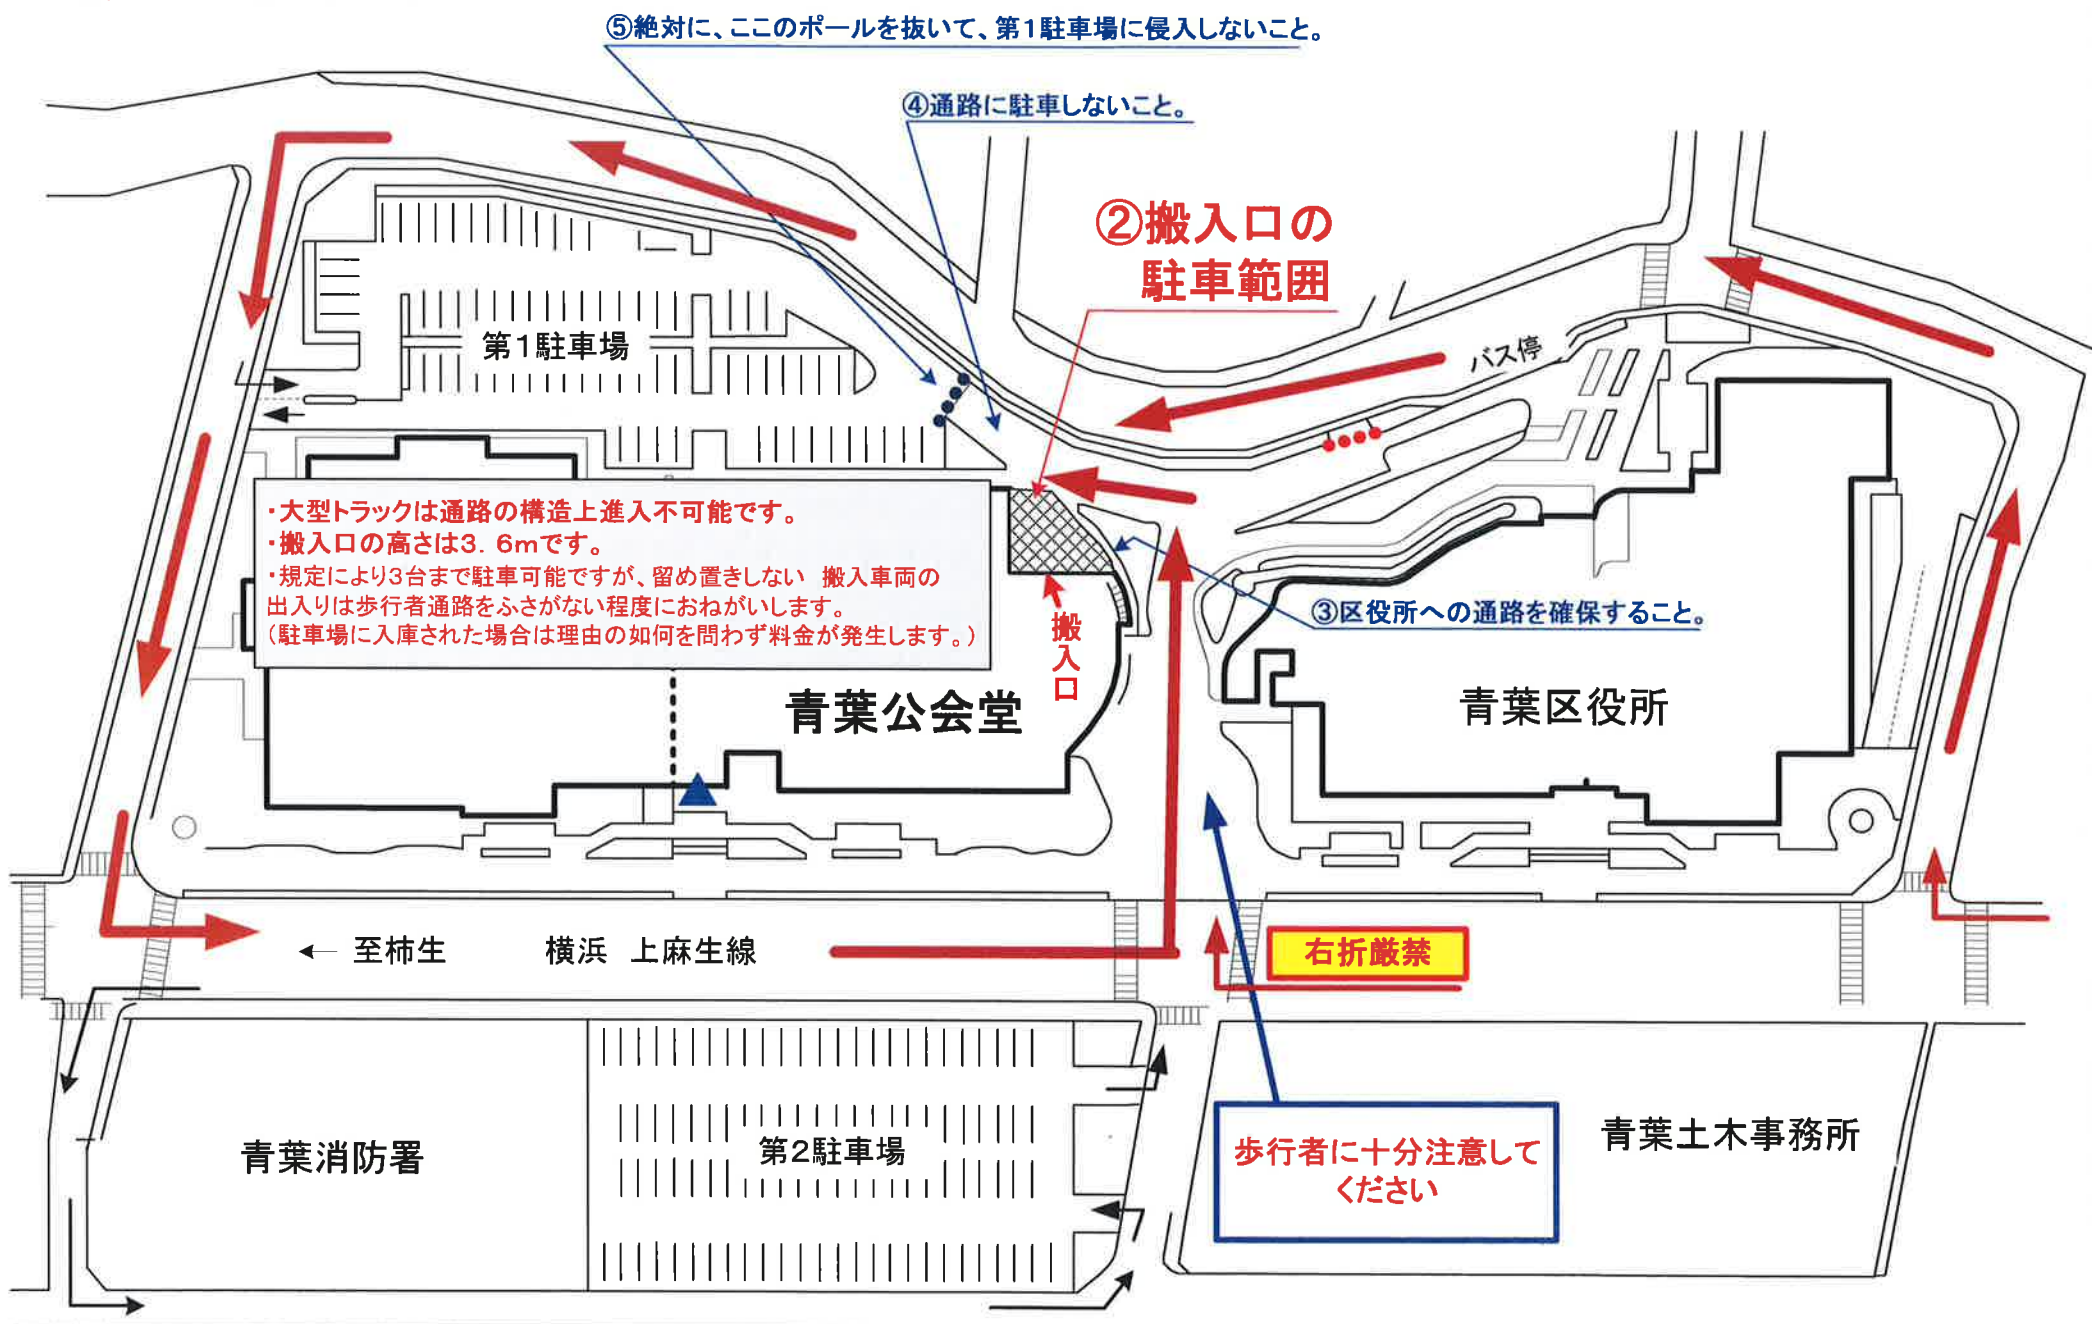 ⑤絶対に、ここのポールを抜いて、第1駐車場に侵入しないこと。
④通路に駐車しないこと。
②搬入口の
駐車範囲
バス停
第1駐車場
・大型トラックは通路の構造上進入不可能です。
・搬入口の高さは3.6mです。
・規定により3台まで駐車可能ですが、留め置きしない 搬入車両の
出入りは歩行者通路をふさがない程度におねがいします。
（駐車場に入庫された場合は理由の如何を問わず料金が発生します。）
③区役所への通路を確保すること。
搬入口
青葉公会堂
青葉区役所
← 至柿生 横浜 上麻生線
右折厳禁
青葉消防署
第2駐車場
歩行者に十分注意して
ください
青葉土木事務所